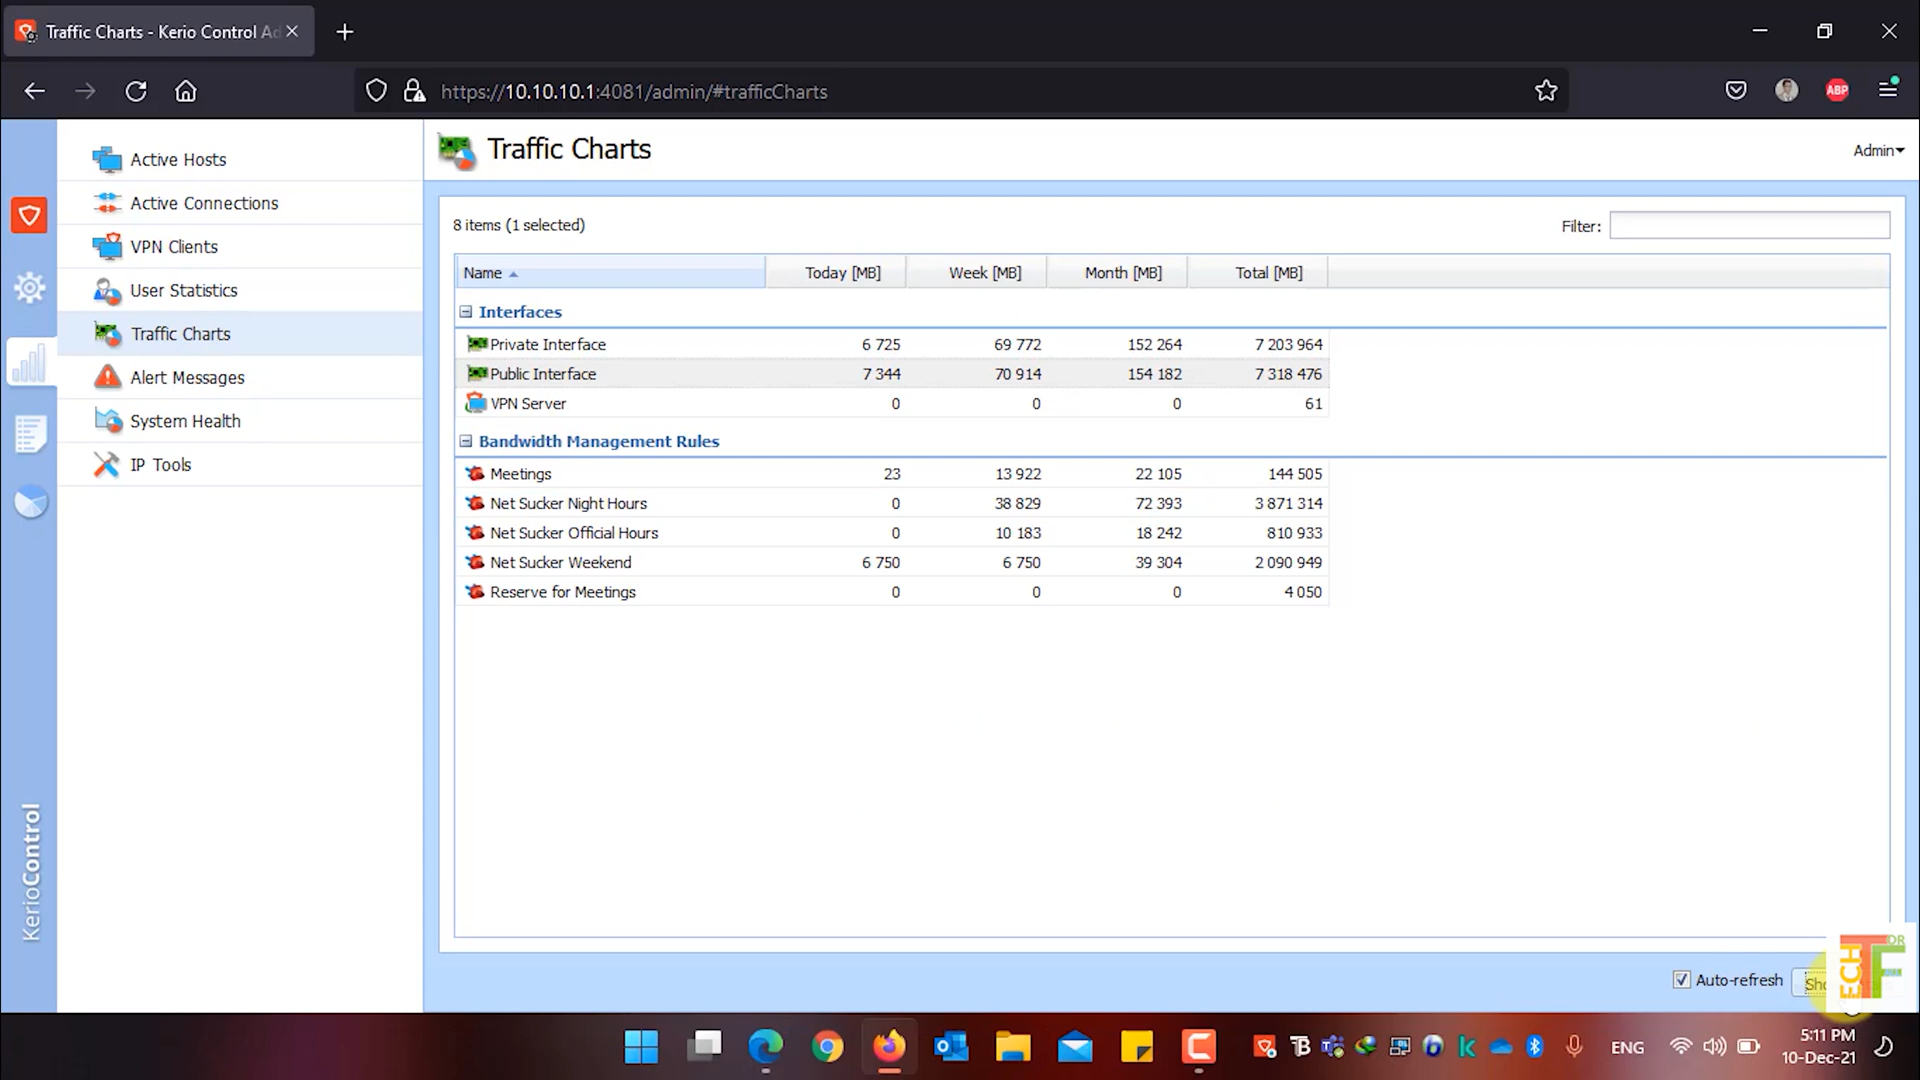 Traffic Charts - Kerio Control Ad
https://10.10.10.1:4081/admin/#trafficCharts
ABP
Active Hosts
Active Connections
VPN Clients
User Statistics
Traffic Charts
Alert Messages
System Health
IP Tools
KerioControl
Traffic Charts
Admin
8 items (1 selected)
Filter:
Name Today [MB] Week [MB] Month [MB] Total [MB]
Interfaces
Private Interface 6 725 69 772 152 264 7 203 964
Public Interface 7 344 70 914 154 182 7 318 476
VPN Server 0 0 0 61
Bandwidth Management Rules
Meetings 23 13 922 22 105 144 505
Net Sucker Night Hours 0 38 829 72 393 3 871 314
Net Sucker Official Hours 0 10 183 18 242 810 933
Net Sucker Weekend 6 750 6 750 39 304 2 090 949
Reserve for Meetings 0 0 0 4 050
Auto-refresh
ECH TF OR
ENG
5:11 PM
10-Dec-21